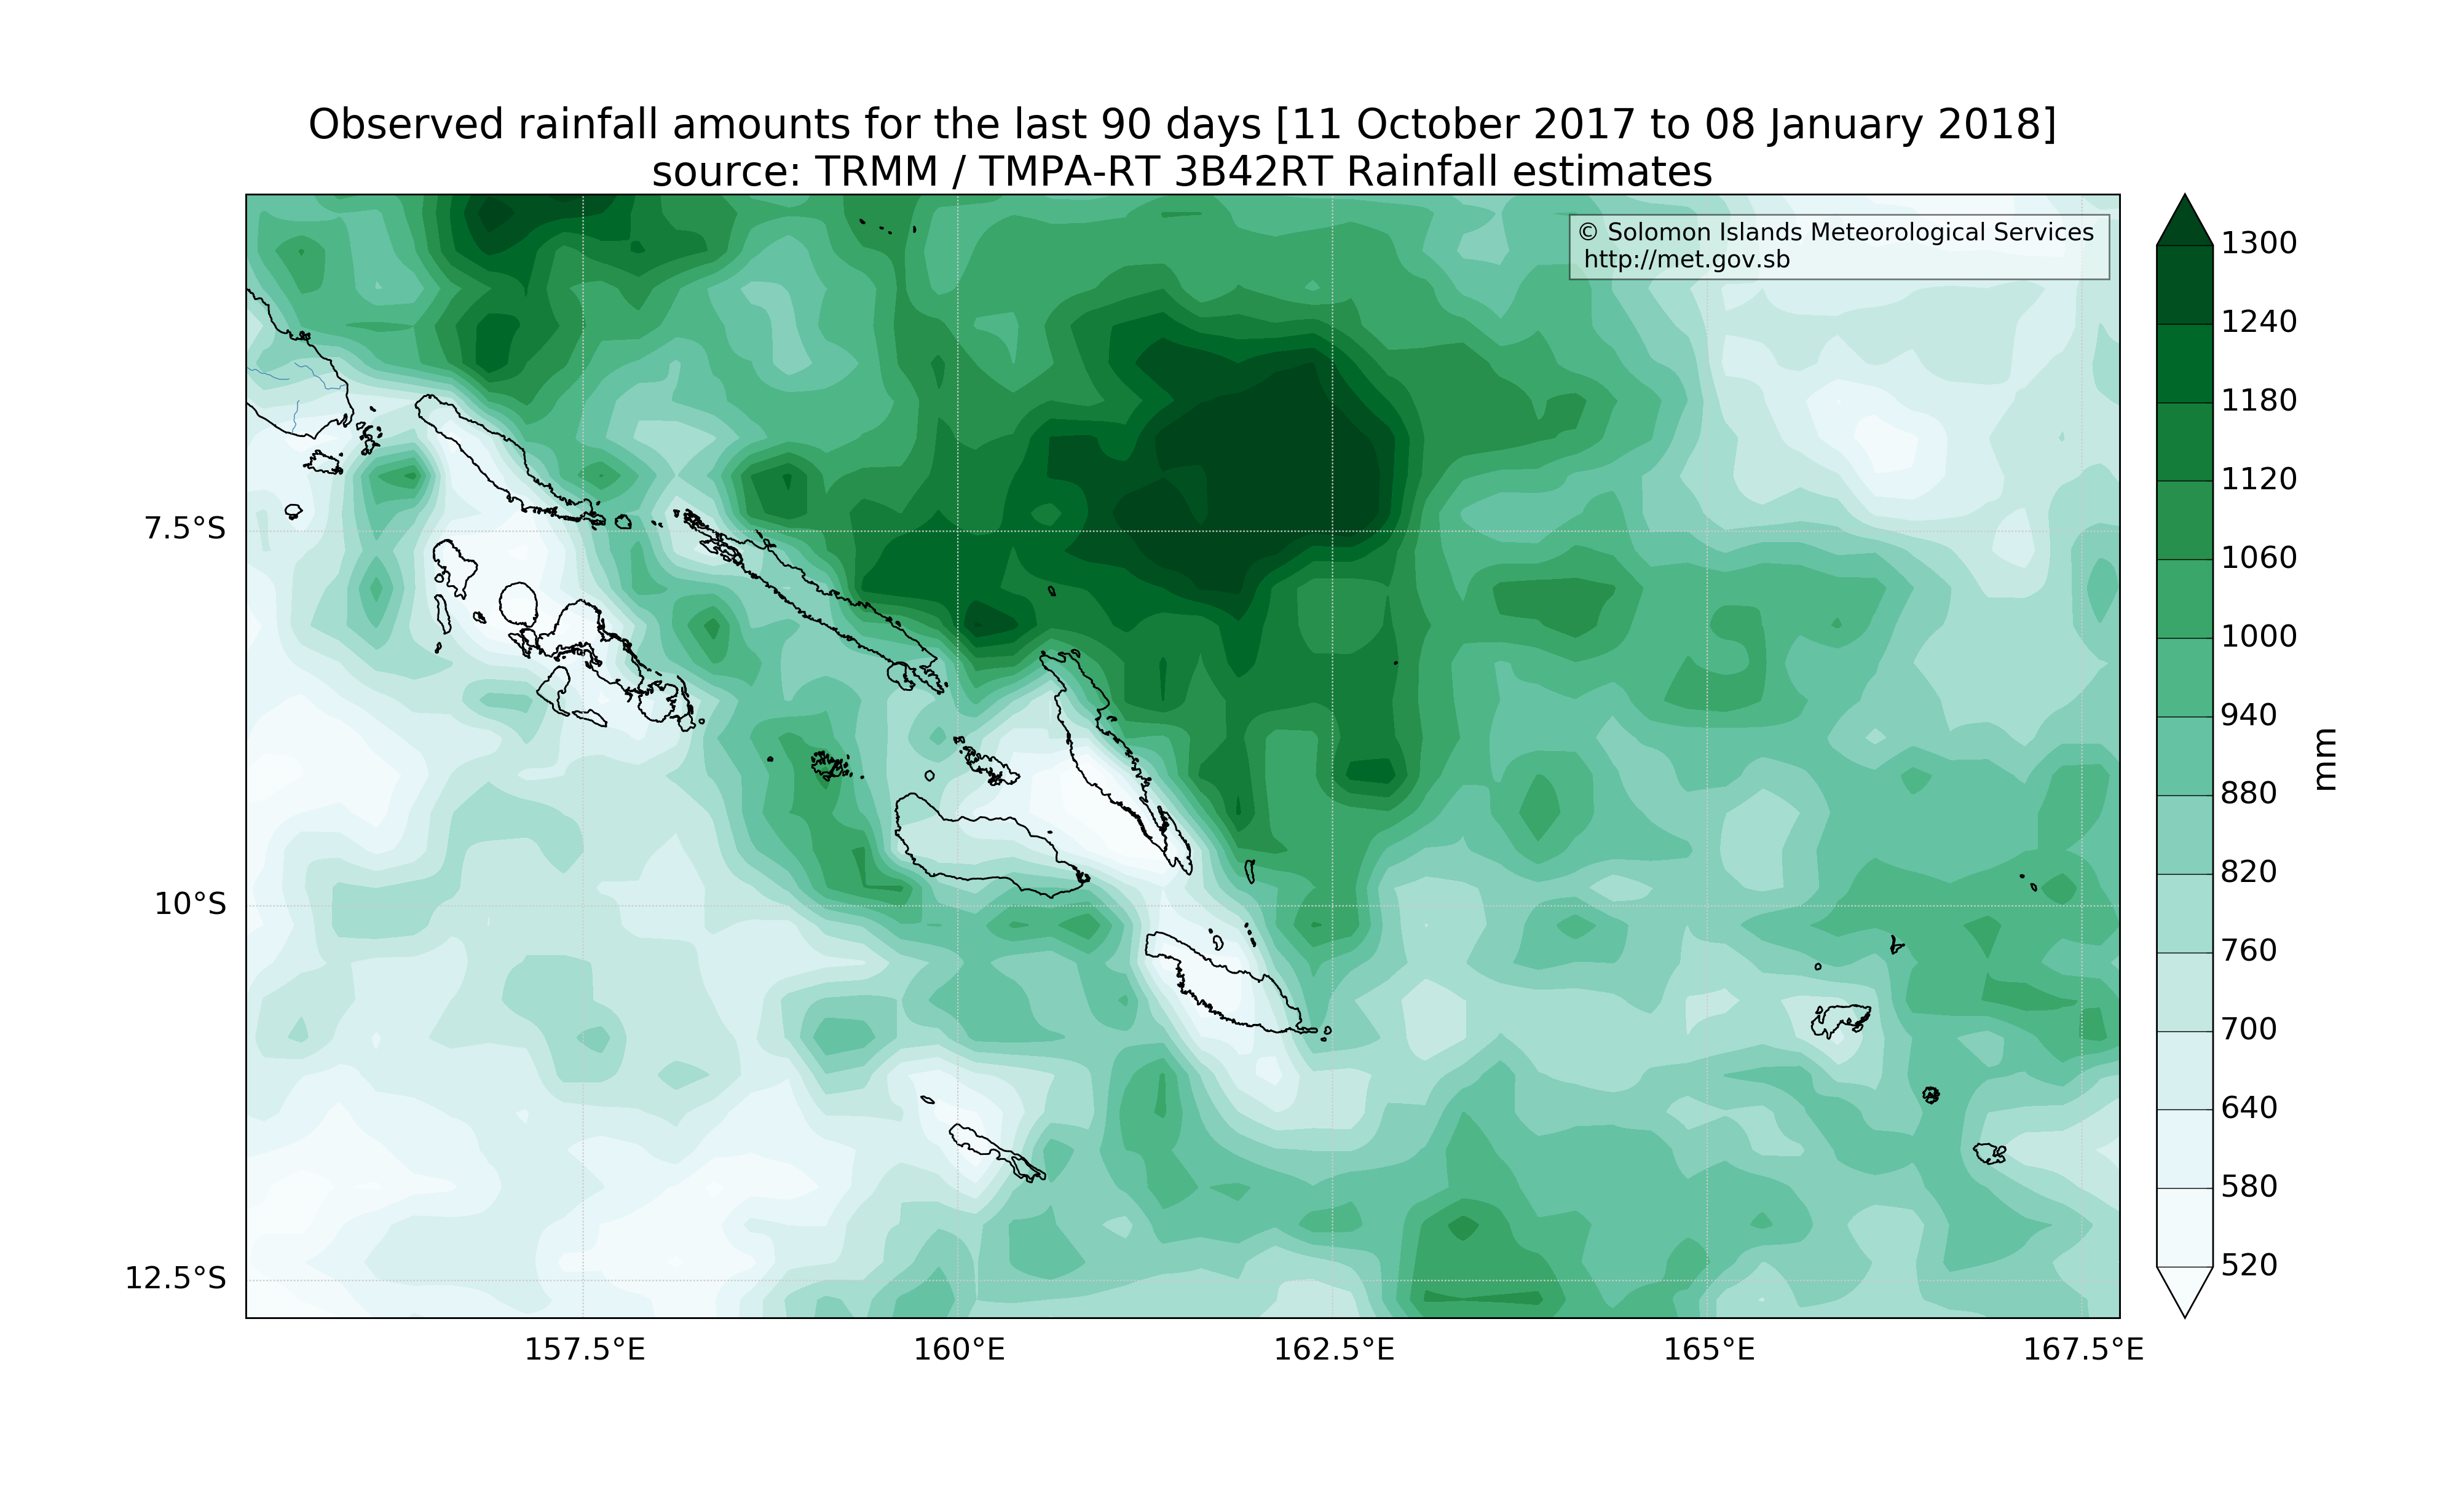 Observed rainfall amounts for the last 90 days [11 October 2017 to 08 January 2018]
source: TRMM / TMPA-RT 3B42RT Rainfall estimates
© Solomon Islands Meteorological Services
http://met.gov.sb
7.5°S
10°S
12.5°S
157.5°E
160°E
162.5°E
165°E
167.5°E
1300
1240
1180
1120
1060
1000
940
880
820
760
700
640
580
520
mm